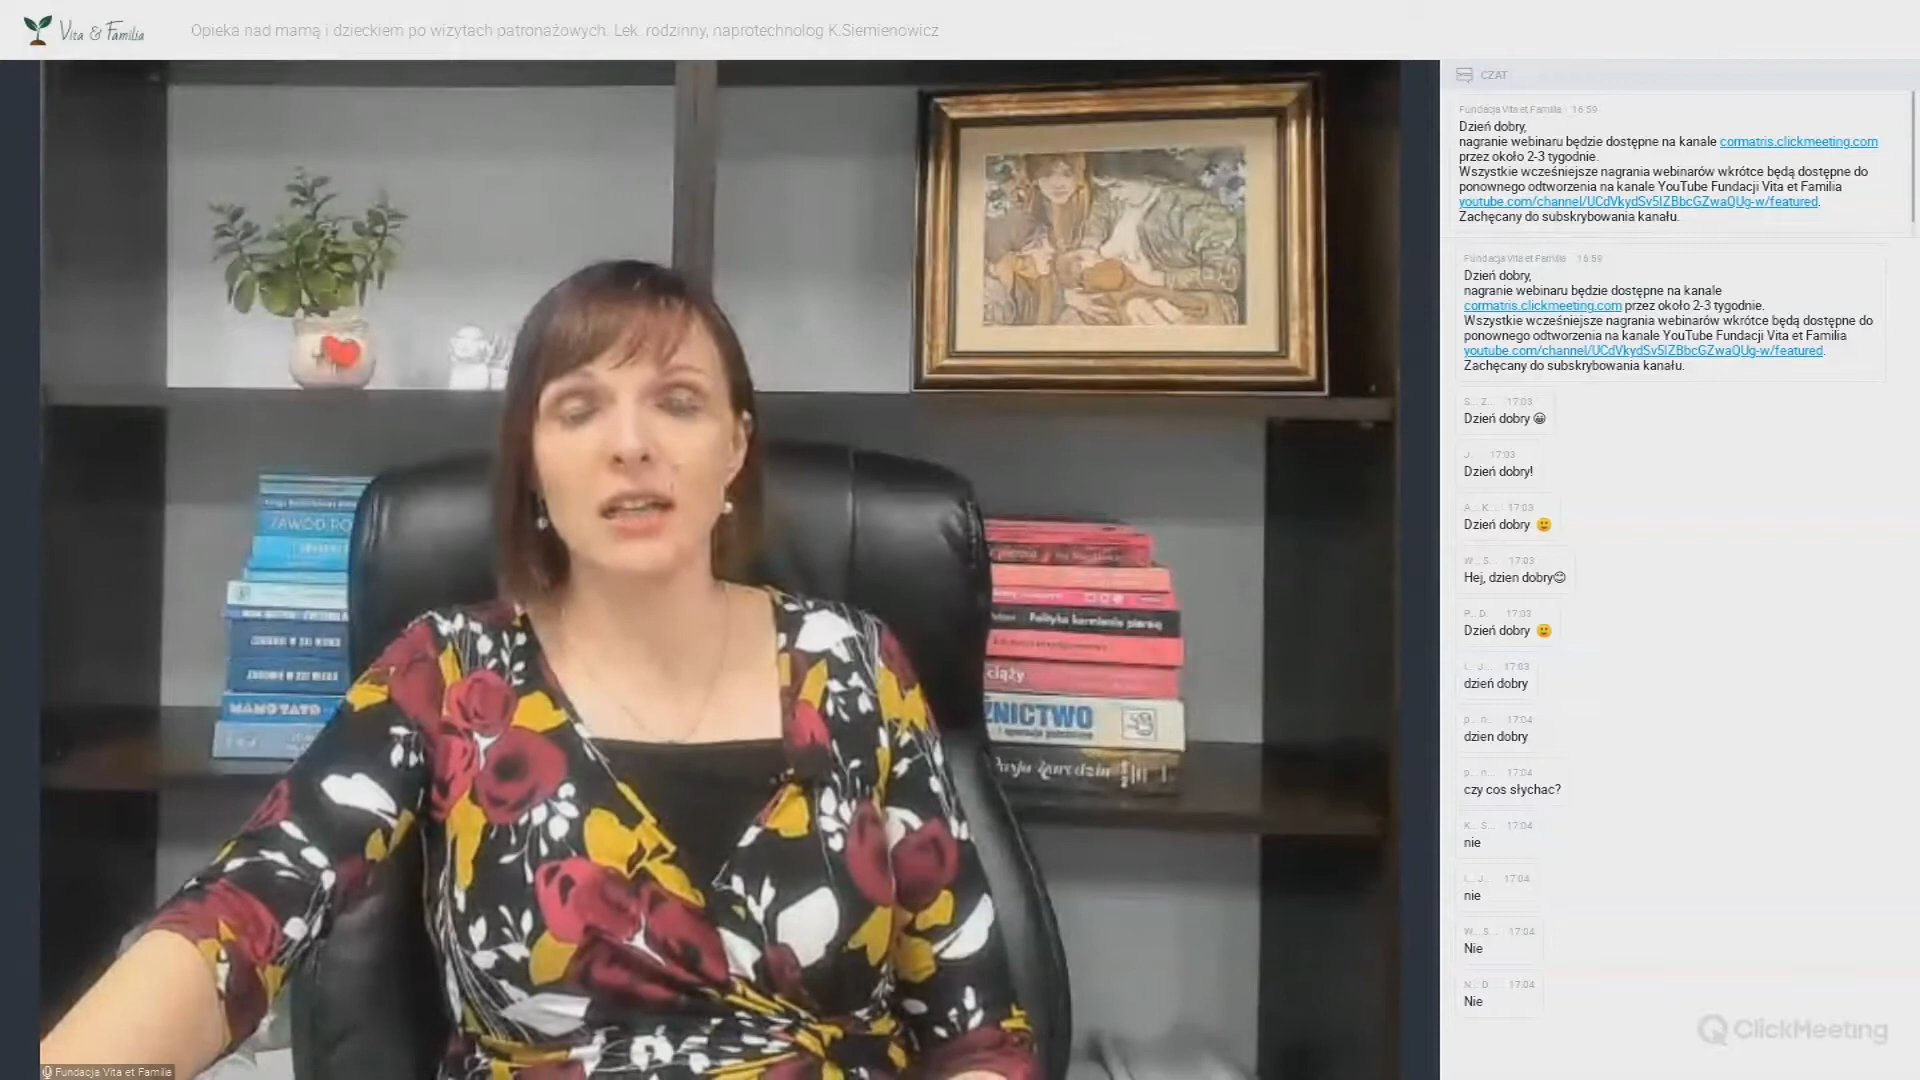 Vita & Familia
Opieka nad mamą i dzieckiem po wizytach patronażowych. Lek. rodzinny, naprotechnolog K.Siemienowicz
CZAT
Fundacja Vita et Familia 16:59
Dzień dobry,
nagranie webinaru będzie dostępne na kanale cormatris.clickmeeting.com
przez około 2-3 tygodnie.
Wszystkie wcześniejsze nagrania webinarów wkrótce będą dostępne do
ponownego odtworzenia na kanale YouTube Fundacji Vita et Familia
youtube.com/channel/UCdVkydSv5IZBbcGZwaQUg-w/featured.
Zachęcany do subskrybowania kanału.
Fundacja Vita et Familia 16:59
Dzień dobry,
nagranie webinaru będzie dostępne na kanale
cormatris.clickmeeting.com przez około 2-3 tygodnie.
Wszystkie wcześniejsze nagrania webinarów wkrótce będą dostępne do
ponownego odtworzenia na kanale YouTube Fundacji Vita et Familia
youtube.com/channel/UCdVkydSv5IZBbcGZwaQUg-w/featured.
Zachęcany do subskrybowania kanału.
S... Z... 17:03
Dzień dobry 😀
J... 17:03
Dzień dobry!
A... K... 17:03
Dzień dobry 🙂
W... S... 17:03
Hej, dzien dobry😊
P... D... 17:03
Dzień dobry 🙂
I... J... 17:03
dzień dobry
p... n... 17:04
dzien dobry
p... n... 17:04
czy cos słychac?
K... S... 17:04
nie
I... J... 17:04
nie
W... S... 17:04
Nie
N... D... 17:04
Nie
ClickMeeting
ZAWÓD PO
MAMO TATO
Polityka karmienia piersią
ciąży
ŻNICTWO
Fundacja Vita et Familia